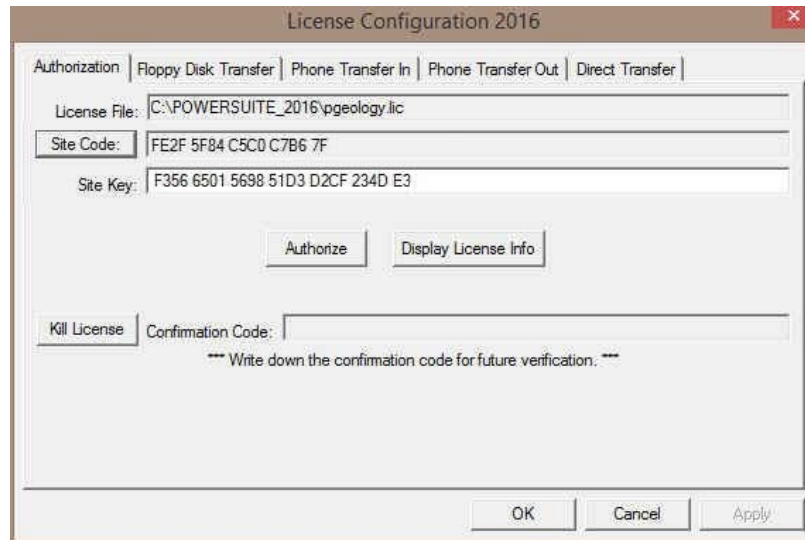 License Configuration 2016
Authorization Floppy Disk Transfer Phone Transfer In Phone Transfer Out Direct Transfer
License File: C:\POWERSUITE_2016\pgeology.lic
Site Code: FE2F 5F84 C5C0 C7B6 7F
Site Key: F356 6501 5698 51D3 D2CF 234D E3
Authorize Display License Info
Kill License Confirmation Code:
*** Write down the confirmation code for future verification. ***
OK Cancel Apply